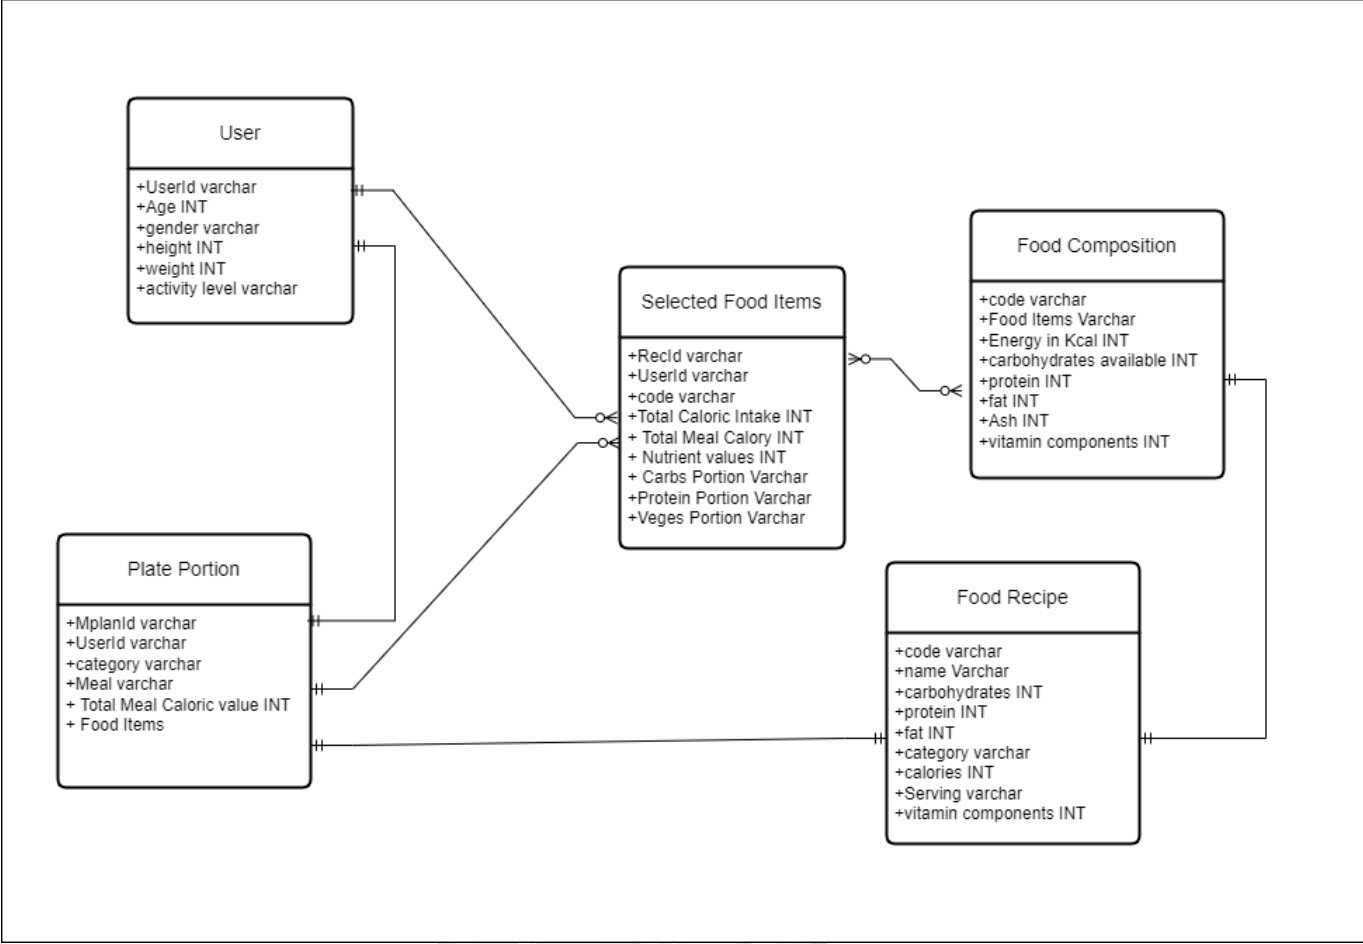 User
+UserId varchar
+Age INT
+gender varchar
+height INT
+weight INT
+activity level varchar
Selected Food Items
+RecId varchar
+UserId varchar
+code varchar
+Total Caloric Intake INT
+ Total Meal Calory INT
+ Nutrient values INT
+ Carbs Portion Varchar
+Protein Portion Varchar
+Veges Portion Varchar
Food Composition
+code varchar
+Food Items Varchar
+Energy in Kcal INT
+carbohydrates available INT
+protein INT
+fat INT
+Ash INT
+vitamin components INT
Plate Portion
+MplanId varchar
+UserId varchar
+category varchar
+Meal varchar
+ Total Meal Caloric value INT
+ Food Items
Food Recipe
+code varchar
+name Varchar
+carbohydrates INT
+protein INT
+fat INT
+category varchar
+calories INT
+Serving varchar
+vitamin components INT